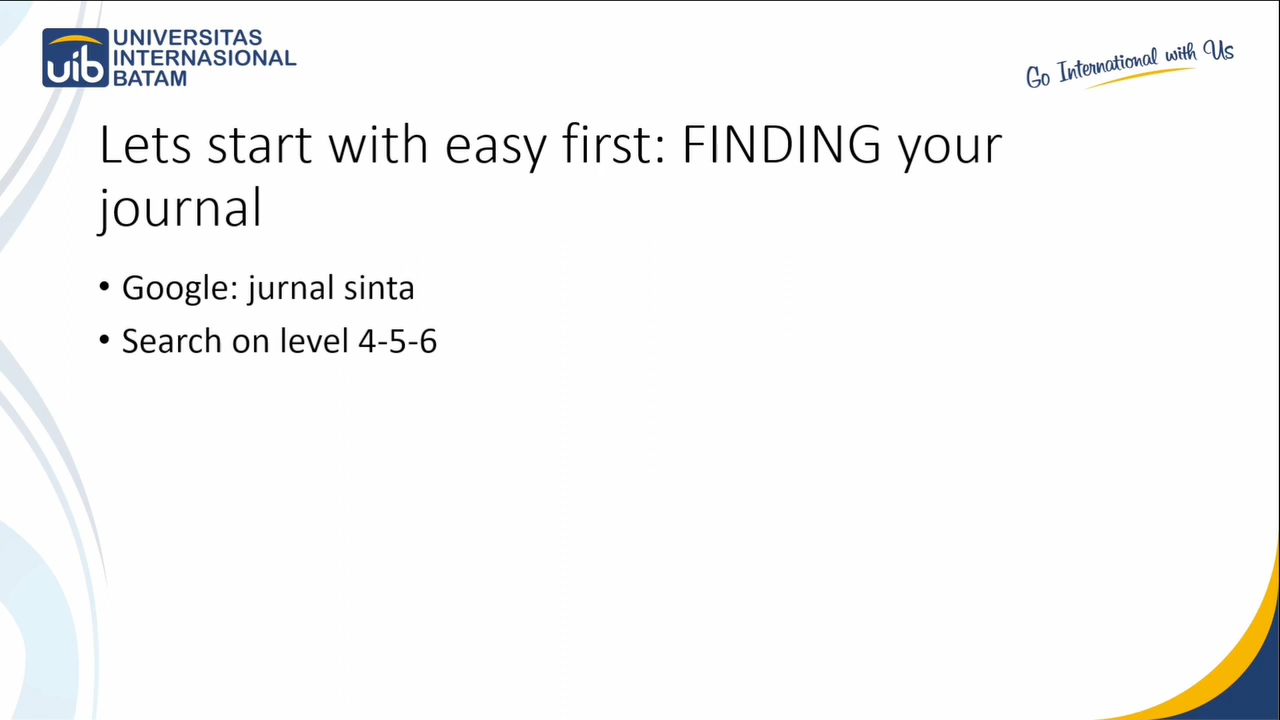 uib
UNIVERSITAS
INTERNASIONAL
BATAM
Go International with Us
Lets start with easy first: FINDING your
journal
• Google: jurnal sinta
• Search on level 4-5-6